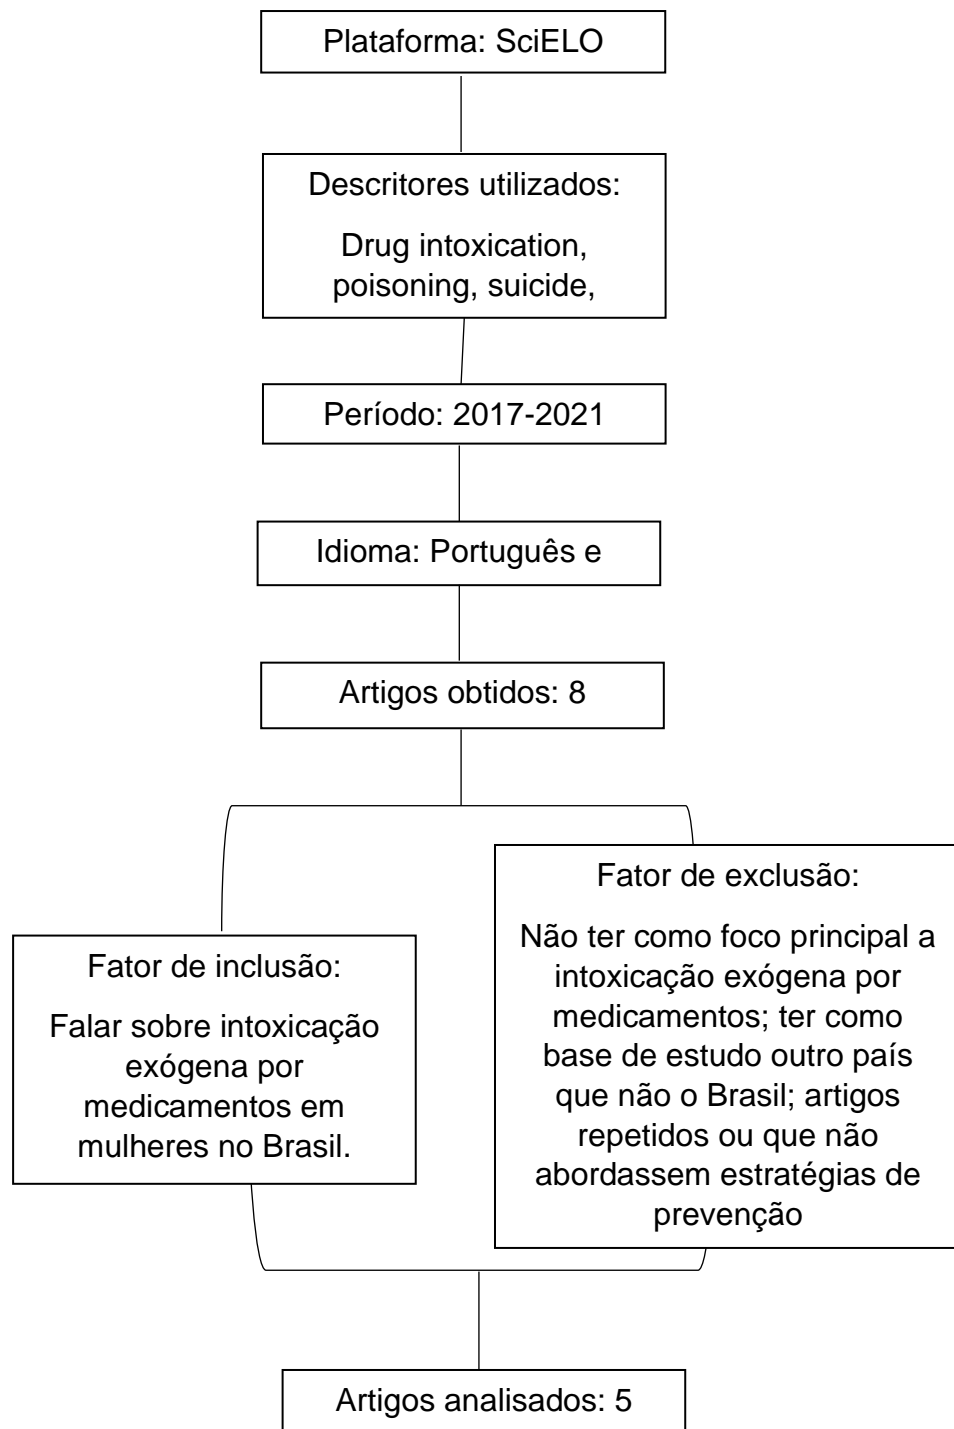 Plataforma: SciELO
Descritores utilizados:
Drug intoxication,
poisoning, suicide,
Período: 2017-2021
Idioma: Português e
Artigos obtidos: 8
Fator de inclusão:
Falar sobre intoxicação
exógena por
medicamentos em
mulheres no Brasil.
Fator de exclusão:
Não ter como foco principal a
intoxicação exógena por
medicamentos; ter como
base de estudo outro país
que não o Brasil; artigos
repetidos ou que não
abordassem estratégias de
prevenção
Artigos analisados: 5